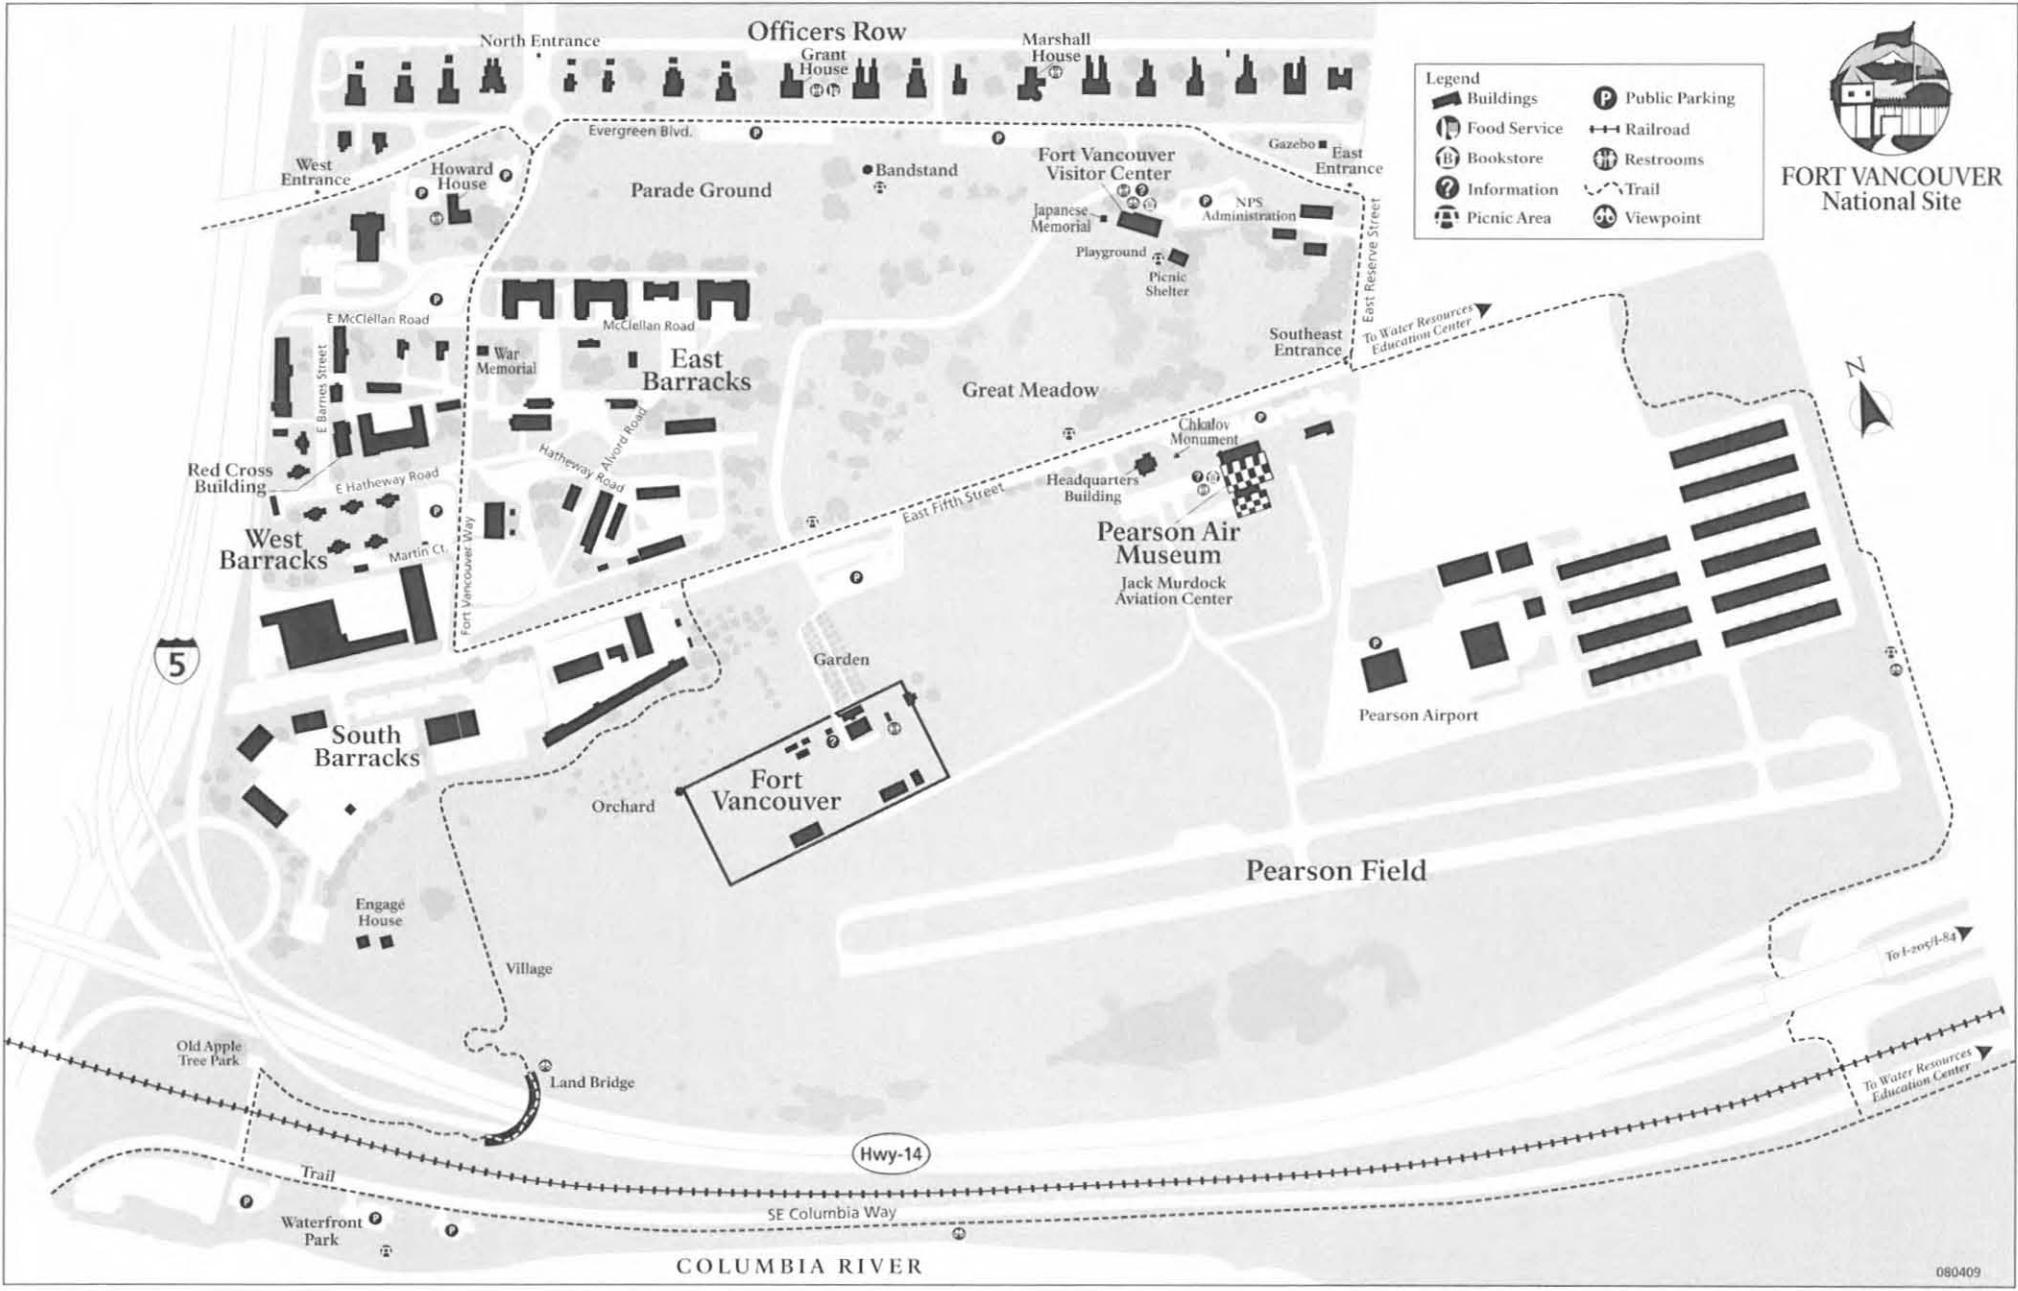 Officers Row
North Entrance
Grant
House
Marshall
House
Legend
Buildings
Food Service
B Bookstore
? Information
Picnic Area
P Public Parking
Railroad
Restrooms
Trail
Viewpoint
FORT VANCOUVER
National Site
Evergreen Blvd.
P
P
West
Entrance
Howard
House
P
P
Parade Ground
Bandstand
Fort Vancouver
Visitor Center
?
Gazebo
East
Entrance
Japanese
Memorial
P
NPS
Administration
Playground
Picnic
Shelter
East Reserve Street
P
E McClellan Road
McClellan Road
War
Memorial
East
Barracks
E Barnes Street
Great Meadow
Southeast
Entrance
To Water Resources
Education Center
N
Chkalov
Monument
P
Alvord Road
Hatheway Road
Red Cross
Building
E Hatheway Road
P
West
Barracks
Martin Ct.
Fort Vancouver Way
East Fifth Street
Headquarters
Building
?
Pearson Air
Museum
Jack Murdock
Aviation Center
P
P
5
Garden
Pearson Airport
South
Barracks
?
Fort
Vancouver
Orchard
Pearson Field
Engagé
House
Village
To I-205/I-84
Old Apple
Tree Park
Land Bridge
To Water Resources
Education Center
Hwy-14
Trail
SE Columbia Way
P
Waterfront
Park
P
P
COLUMBIA RIVER
080409